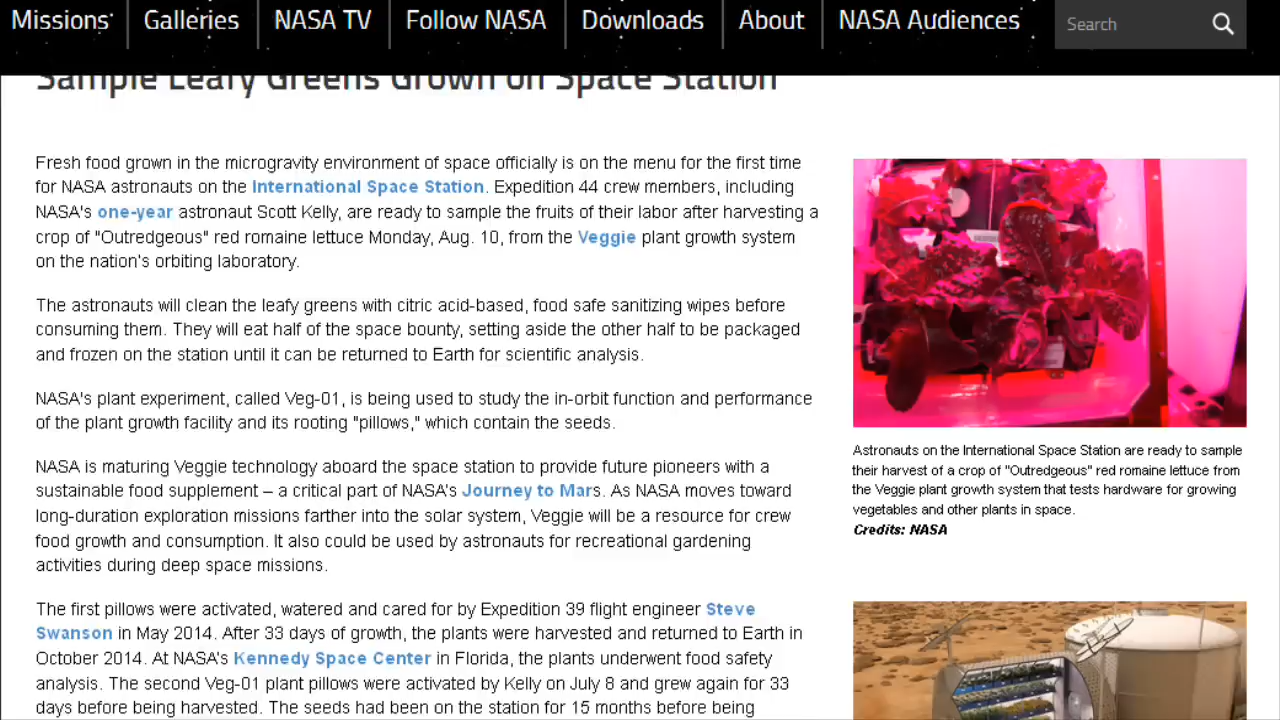 Missions
Galleries
NASA TV
Follow NASA
Downloads
About
NASA Audiences
Search
Sample Leafy Greens Grown on Space Station
Fresh food grown in the microgravity environment of space officially is on the menu for the first time
for NASA astronauts on the International Space Station. Expedition 44 crew members, including
NASA's one-year astronaut Scott Kelly, are ready to sample the fruits of their labor after harvesting a
crop of "Outredgeous" red romaine lettuce Monday, Aug. 10, from the Veggie plant growth system
on the nation's orbiting laboratory.
The astronauts will clean the leafy greens with citric acid-based, food safe sanitizing wipes before
consuming them. They will eat half of the space bounty, setting aside the other half to be packaged
and frozen on the station until it can be returned to Earth for scientific analysis.
NASA's plant experiment, called Veg-01, is being used to study the in-orbit function and performance
of the plant growth facility and its rooting "pillows," which contain the seeds.
NASA is maturing Veggie technology aboard the space station to provide future pioneers with a
sustainable food supplement – a critical part of NASA's Journey to Mars. As NASA moves toward
long-duration exploration missions farther into the solar system, Veggie will be a resource for crew
food growth and consumption. It also could be used by astronauts for recreational gardening
activities during deep space missions.
The first pillows were activated, watered and cared for by Expedition 39 flight engineer Steve
Swanson in May 2014. After 33 days of growth, the plants were harvested and returned to Earth in
October 2014. At NASA's Kennedy Space Center in Florida, the plants underwent food safety
analysis. The second Veg-01 plant pillows were activated by Kelly on July 8 and grew again for 33
days before being harvested. The seeds had been on the station for 15 months before being
Astronauts on the International Space Station are ready to sample
their harvest of a crop of "Outredgeous" red romaine lettuce from
the Veggie plant growth system that tests hardware for growing
vegetables and other plants in space.
Credits: NASA